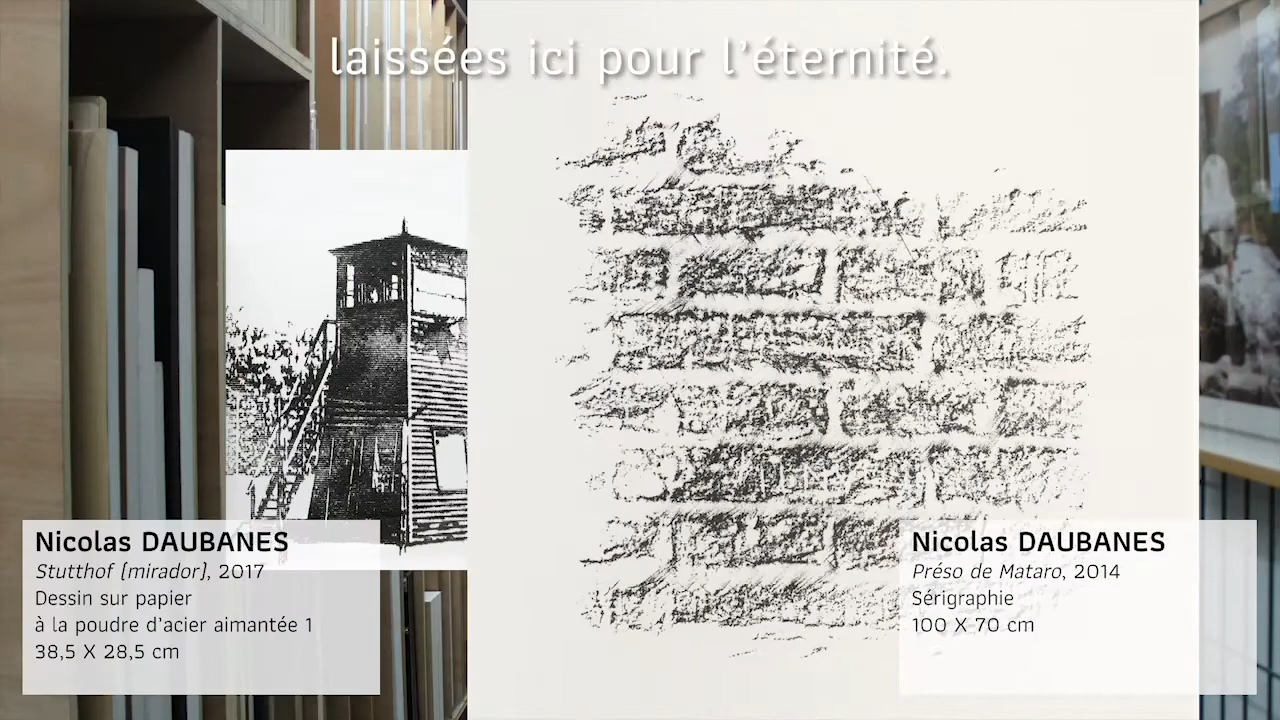 laissées ici pour l'éternité.
Nicolas DAUBANES
Stutthof (mirador), 2017
Dessin sur papier
à la poudre d'acier aimantée 1
38,5 X 28,5 cm
Nicolas DAUBANES
Préso de Mataro, 2014
Sérigraphie
100 X 70 cm